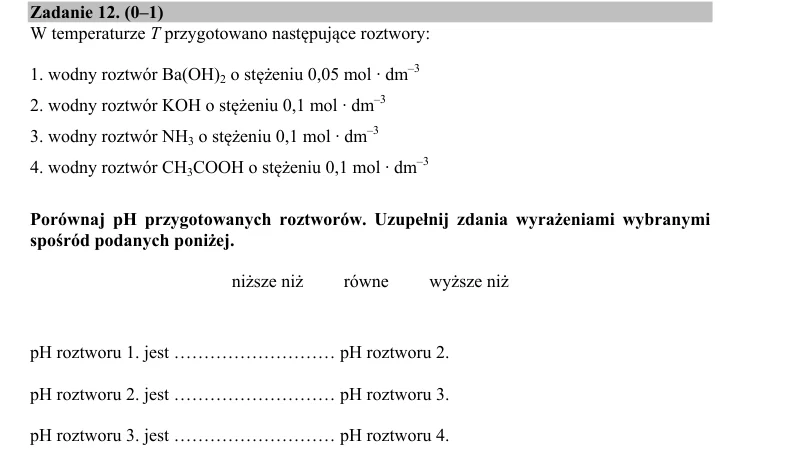 Zadanie 12. (0–1)
W temperaturze T przygotowano następujące roztwory:
1. wodny roztwór Ba(OH)₂ o stężeniu 0,05 mol · dm⁻³
2. wodny roztwór KOH o stężeniu 0,1 mol · dm⁻³
3. wodny roztwór NH₃ o stężeniu 0,1 mol · dm⁻³
4. wodny roztwór CH₃COOH o stężeniu 0,1 mol · dm⁻³
Porównaj pH przygotowanych roztworów. Uzupełnij zdania wyrażeniami wybranymi
spośród podanych poniżej.
niższe niż równe wyższe niż
pH roztworu 1. jest ……………………… pH roztworu 2.
pH roztworu 2. jest ……………………… pH roztworu 3.
pH roztworu 3. jest ……………………… pH roztworu 4.